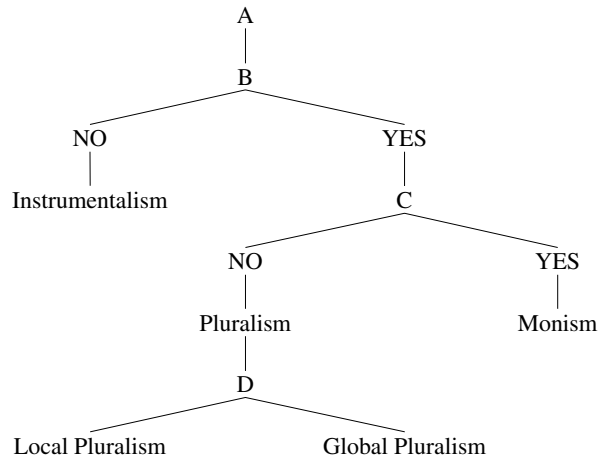 A
B
NO YES
Instrumentalism C
NO YES
Pluralism Monism
D
Local Pluralism Global Pluralism